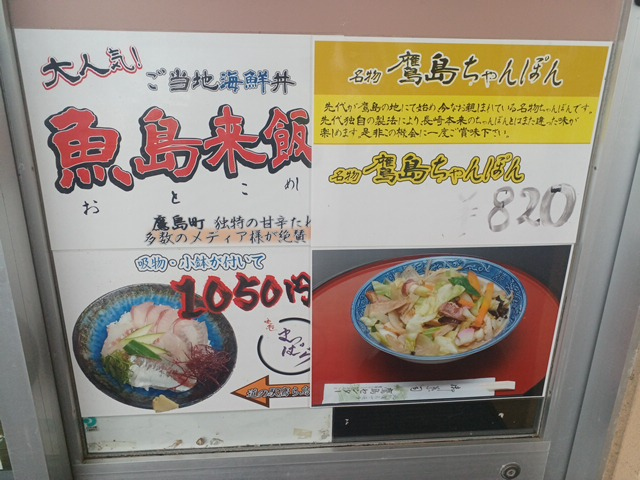 大人気!
ご当地海鮮丼
魚島来飯
おとこめし
鷹島町 独特の甘辛たれ
多数のメディア様が絶賛
吸物・小鉢が付いて
1050円
名物 鷹島ちゃんぽん
先代が鷹島の地にて始め今なお親しまれている名物ちゃんぽんです。
先代独自の製法により、長崎本来のちゃんぽんとはまた違った味が
楽しめます。是非この機会に一度ご賞味下さい。
名物 鷹島ちゃんぽん
¥820